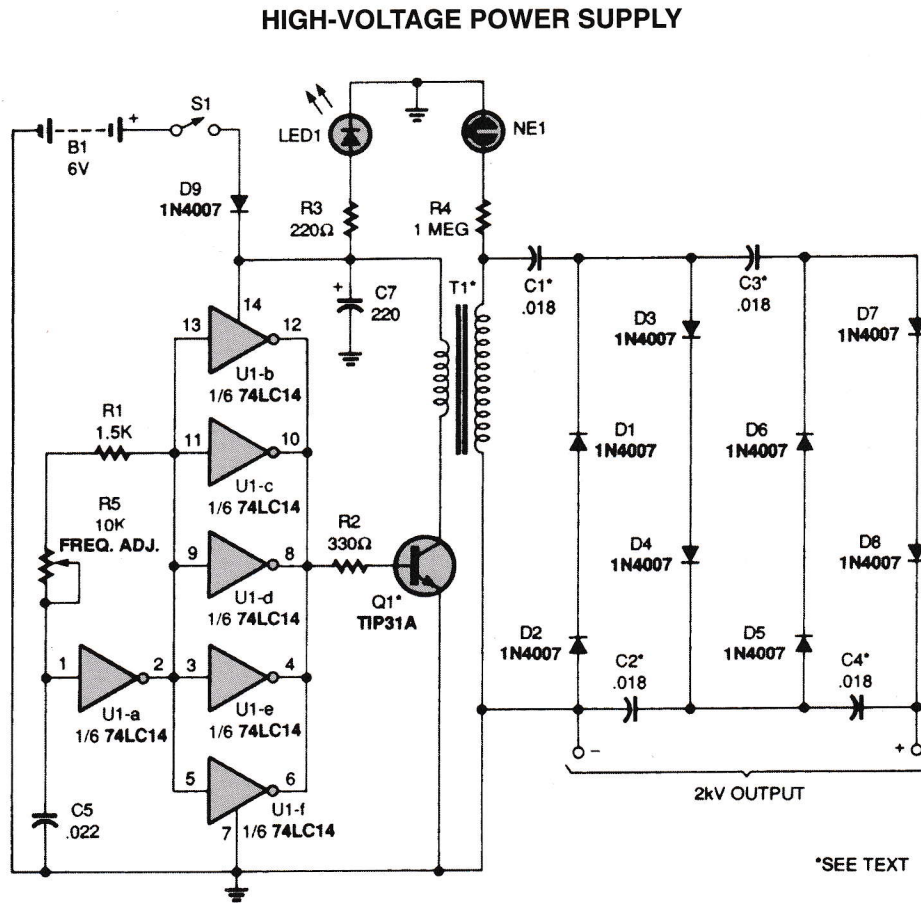 HIGH-VOLTAGE POWER SUPPLY
S1
+
B1
6V
LED1
NE1
D9
1N4007
R3
220Ω
R4
1 MEG
14
+
C7
220
T1*
C1*
.018
C3*
.018
D3
1N4007
D7
1N4007
13
12
U1-b
1/6 74LC14
R1
1.5K
11
10
U1-c
1/6 74LC14
D1
1N4007
D6
1N4007
R5
10K
FREQ. ADJ.
9
8
R2
330Ω
U1-d
1/6 74LC14
Q1*
TIP31A
D4
1N4007
D8
1N4007
D2
1N4007
D5
1N4007
1
2
3
4
U1-a
1/6 74LC14
U1-e
1/6 74LC14
C2*
.018
C4*
.018
−
+
5
6
U1-f
7
1/6 74LC14
2kV OUTPUT
C5
.022
*SEE TEXT